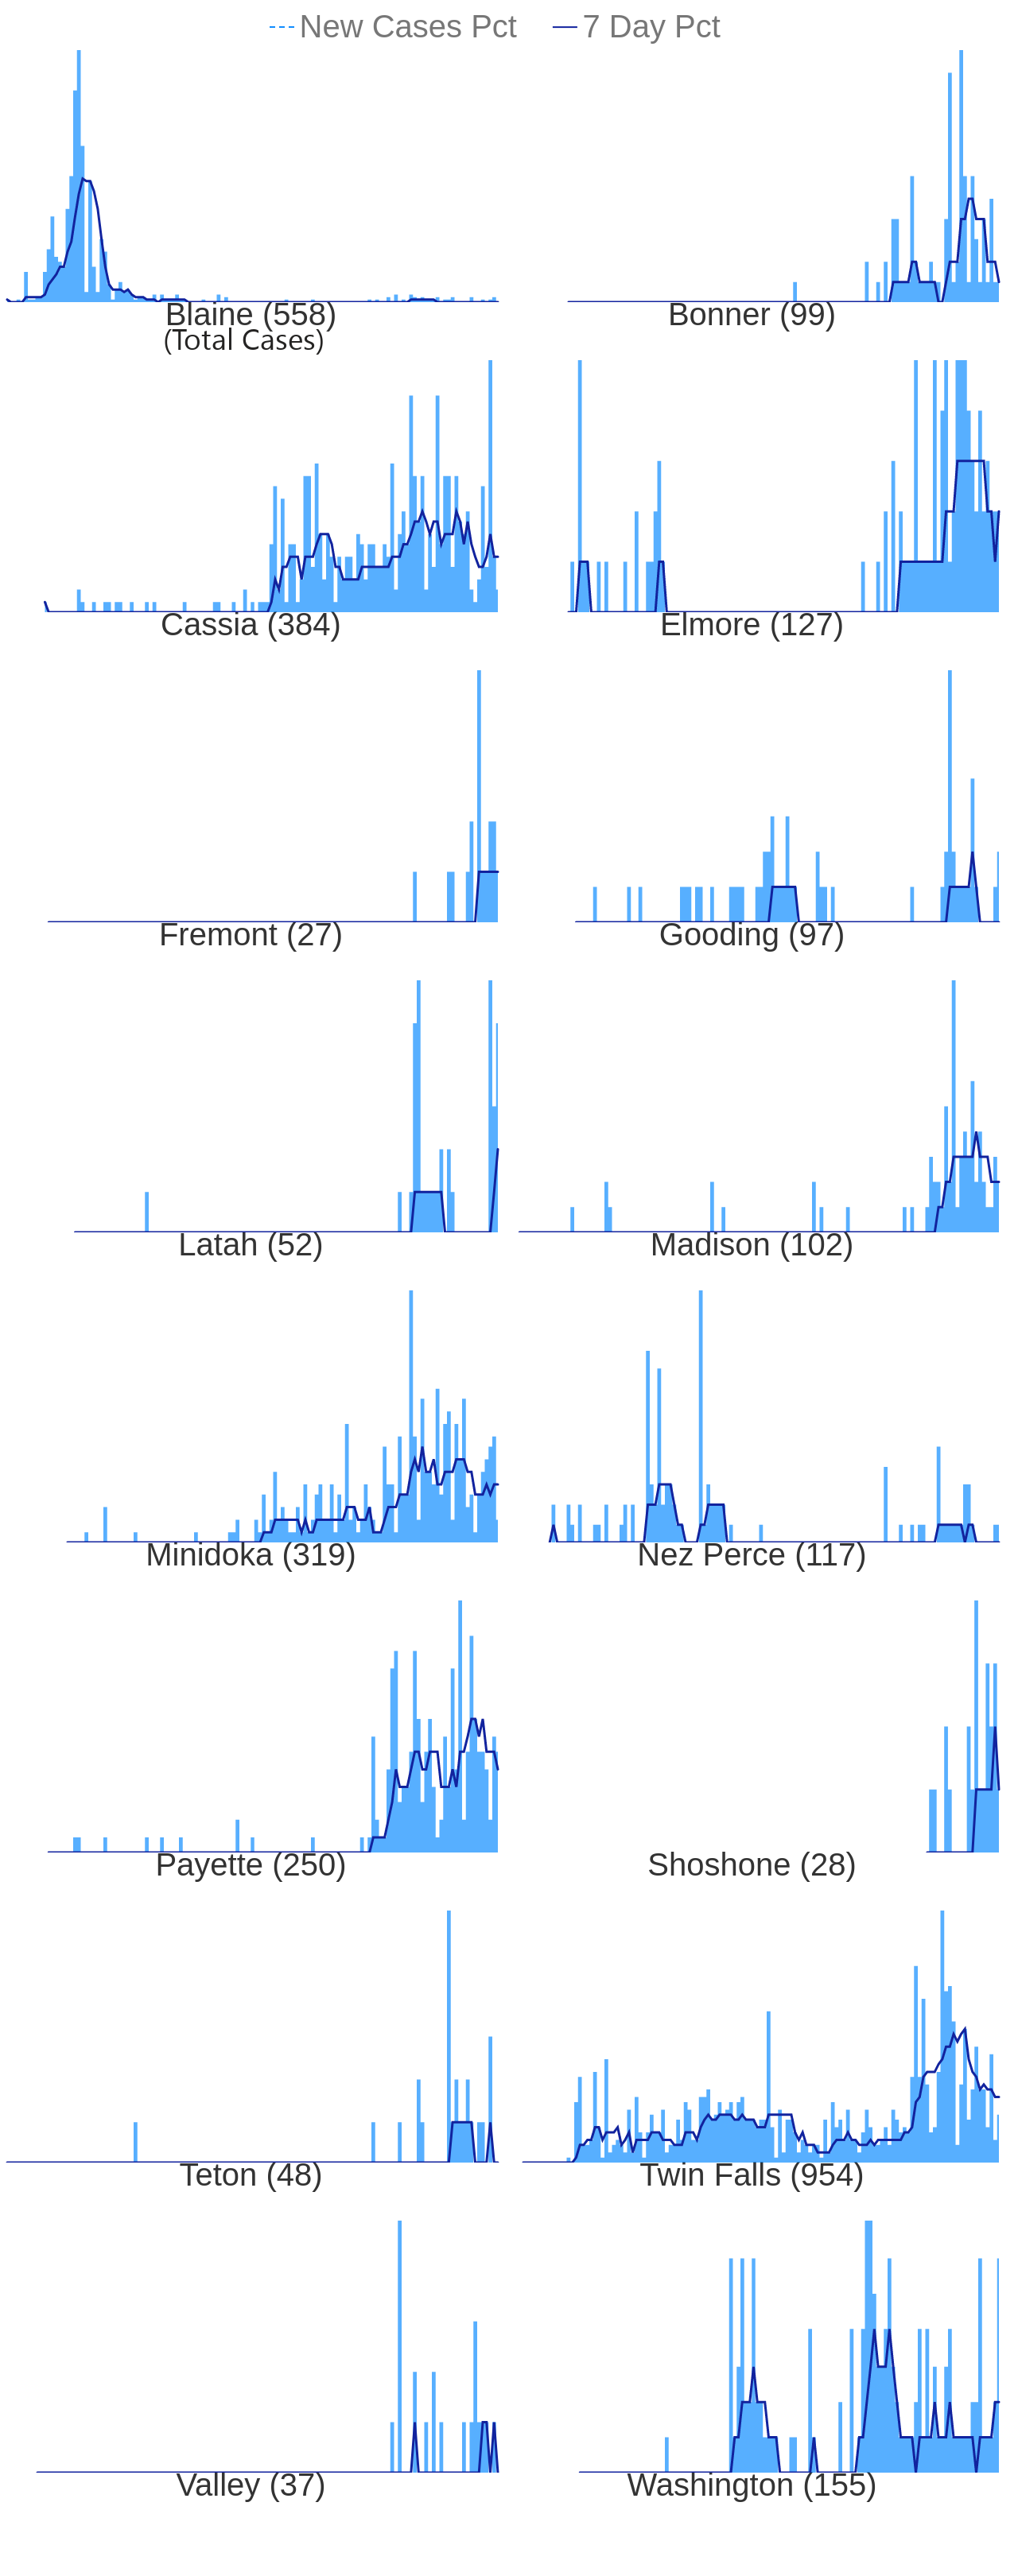 New Cases Pct 7 Day Pct
Blaine (558) Bonner (99)
(Total Cases)
Cassia (384) Elmore (127)
Fremont (27) Gooding (97)
Latah (52) Madison (102)
Minidoka (319) Nez Perce (117)
Payette (250) Shoshone (28)
Teton (48) Twin Falls (954)
Valley (37) Washington (155)